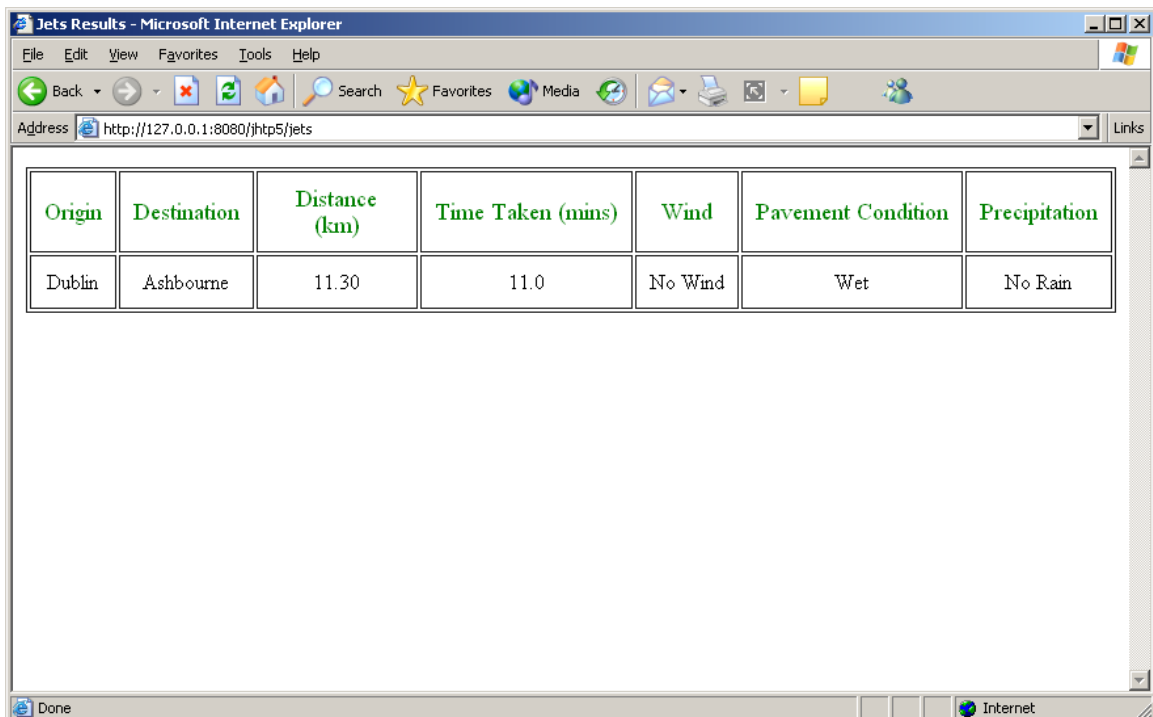 Jets Results - Microsoft Internet Explorer
File Edit View Favorites Tools Help
Back Search Favorites Media
Address http://127.0.0.1:8080/jhtp5/jets Links
Origin Destination Distance (km) Time Taken (mins) Wind Pavement Condition Precipitation
Dublin Ashbourne 11.30 11.0 No Wind Wet No Rain
Done Internet